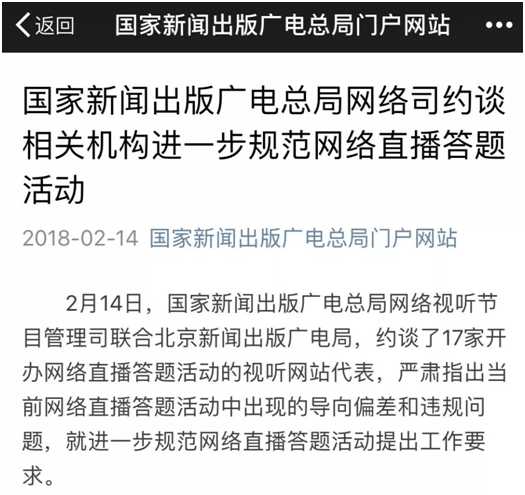 返回 国家新闻出版广电总局门户网站
国家新闻出版广电总局网络司约谈
相关机构进一步规范网络直播答题
活动
2018-02-14 国家新闻出版广电总局门户网站
2月14日，国家新闻出版广电总局网络视听节
目管理司联合北京新闻出版广电局，约谈了17家开
办网络直播答题活动的视听网站代表，严肃指出当
前网络直播答题活动中出现的导向偏差和违规问
题，就进一步规范网络直播答题活动提出工作要
求。